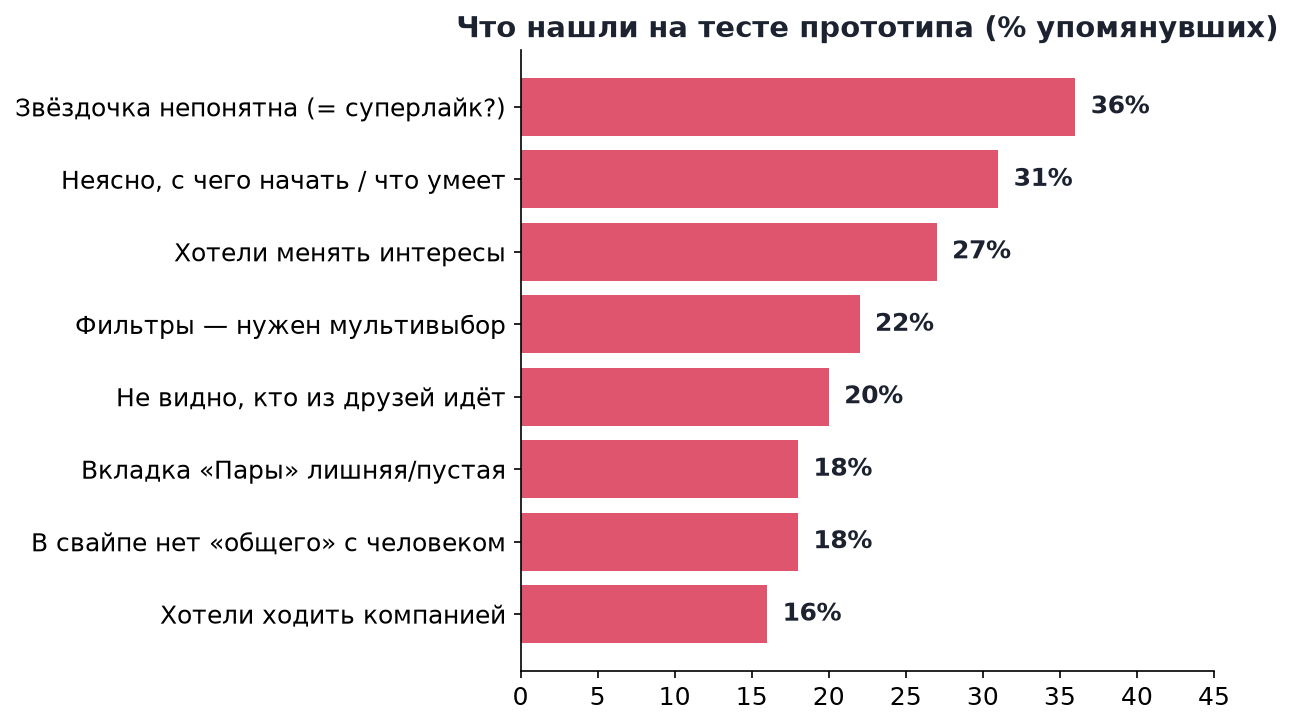 Что нашли на тесте прототипа (% упомянувших)
Звёздочка непонятна (= суперлайк?) 36%
Неясно, с чего начать / что умеет 31%
Хотели менять интересы 27%
Фильтры — нужен мультивыбор 22%
Не видно, кто из друзей идёт 20%
Вкладка «Пары» лишняя/пустая 18%
В свайпе нет «общего» с человеком 18%
Хотели ходить компанией 16%
0 5 10 15 20 25 30 35 40 45